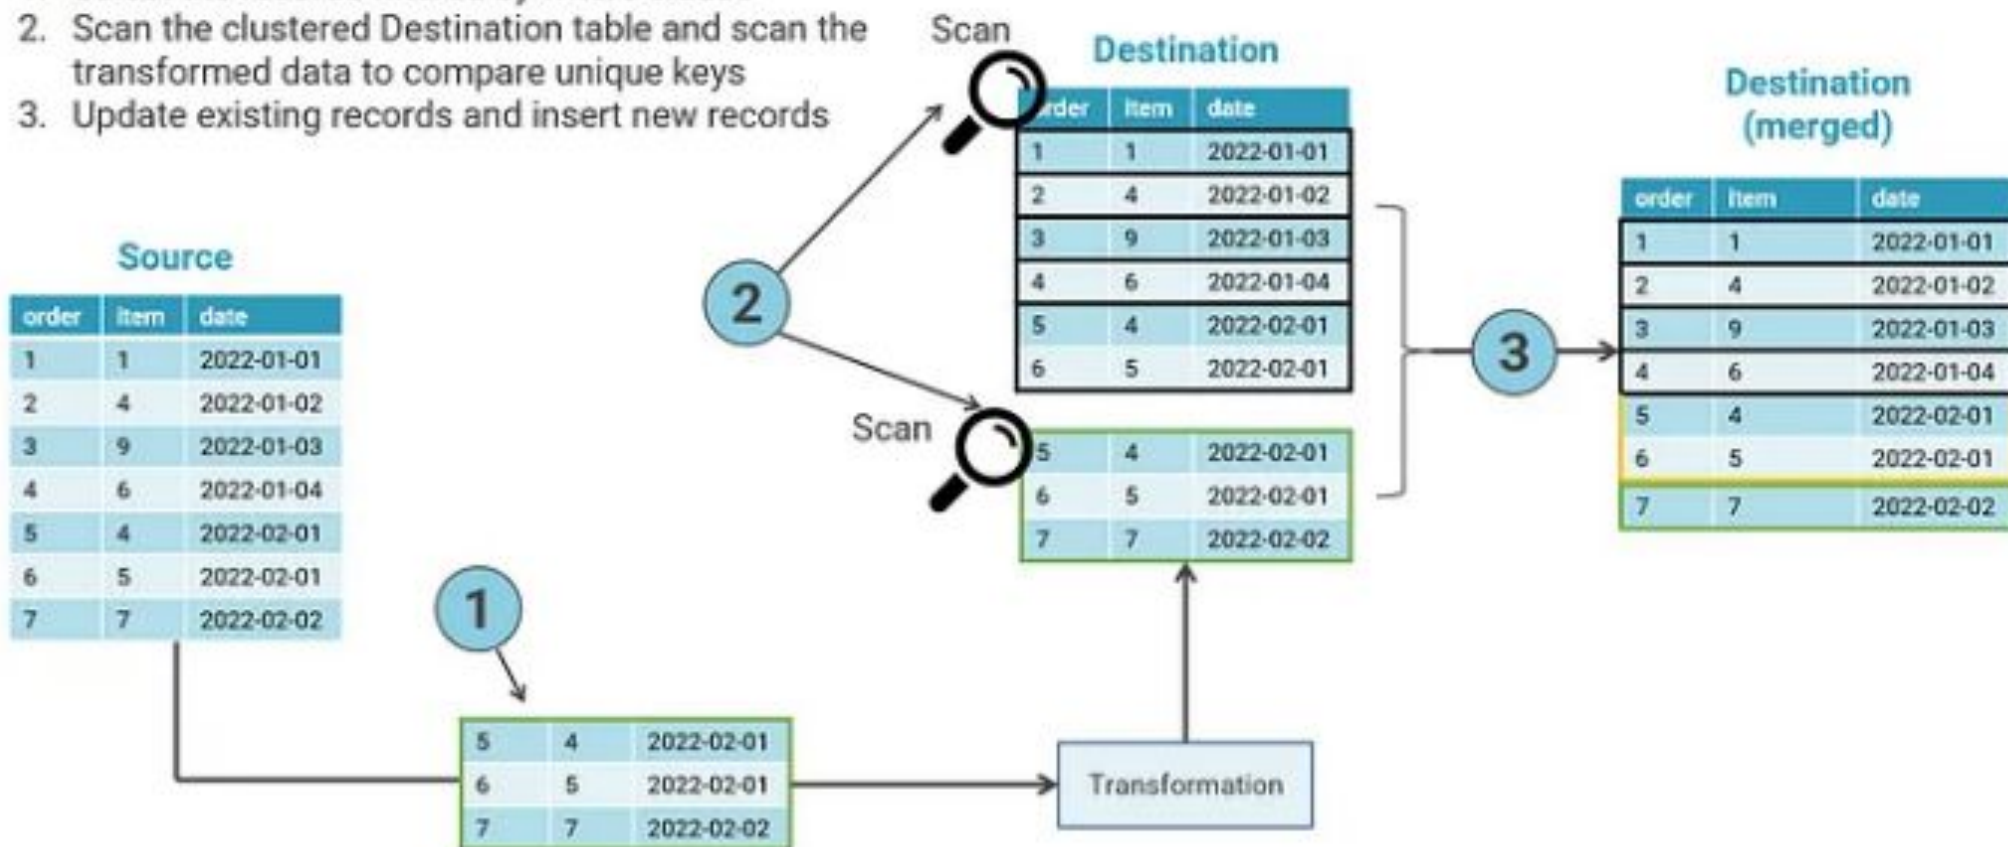 2. Scan the clustered Destination table and scan the
transformed data to compare unique keys
3. Update existing records and insert new records
Scan
Destination
order item date
1 1 2022-01-01
2 4 2022-01-02
3 9 2022-01-03
4 6 2022-01-04
5 4 2022-02-01
6 5 2022-02-01
Destination
(merged)
order item date
1 1 2022-01-01
2 4 2022-01-02
3 9 2022-01-03
4 6 2022-01-04
5 4 2022-02-01
6 5 2022-02-01
7 7 2022-02-02
Source
order item date
1 1 2022-01-01
2 4 2022-01-02
3 9 2022-01-03
4 6 2022-01-04
5 4 2022-02-01
6 5 2022-02-01
7 7 2022-02-02
2
3
Scan
5 4 2022-02-01
6 5 2022-02-01
7 7 2022-02-02
1
5 4 2022-02-01
6 5 2022-02-01
7 7 2022-02-02
Transformation